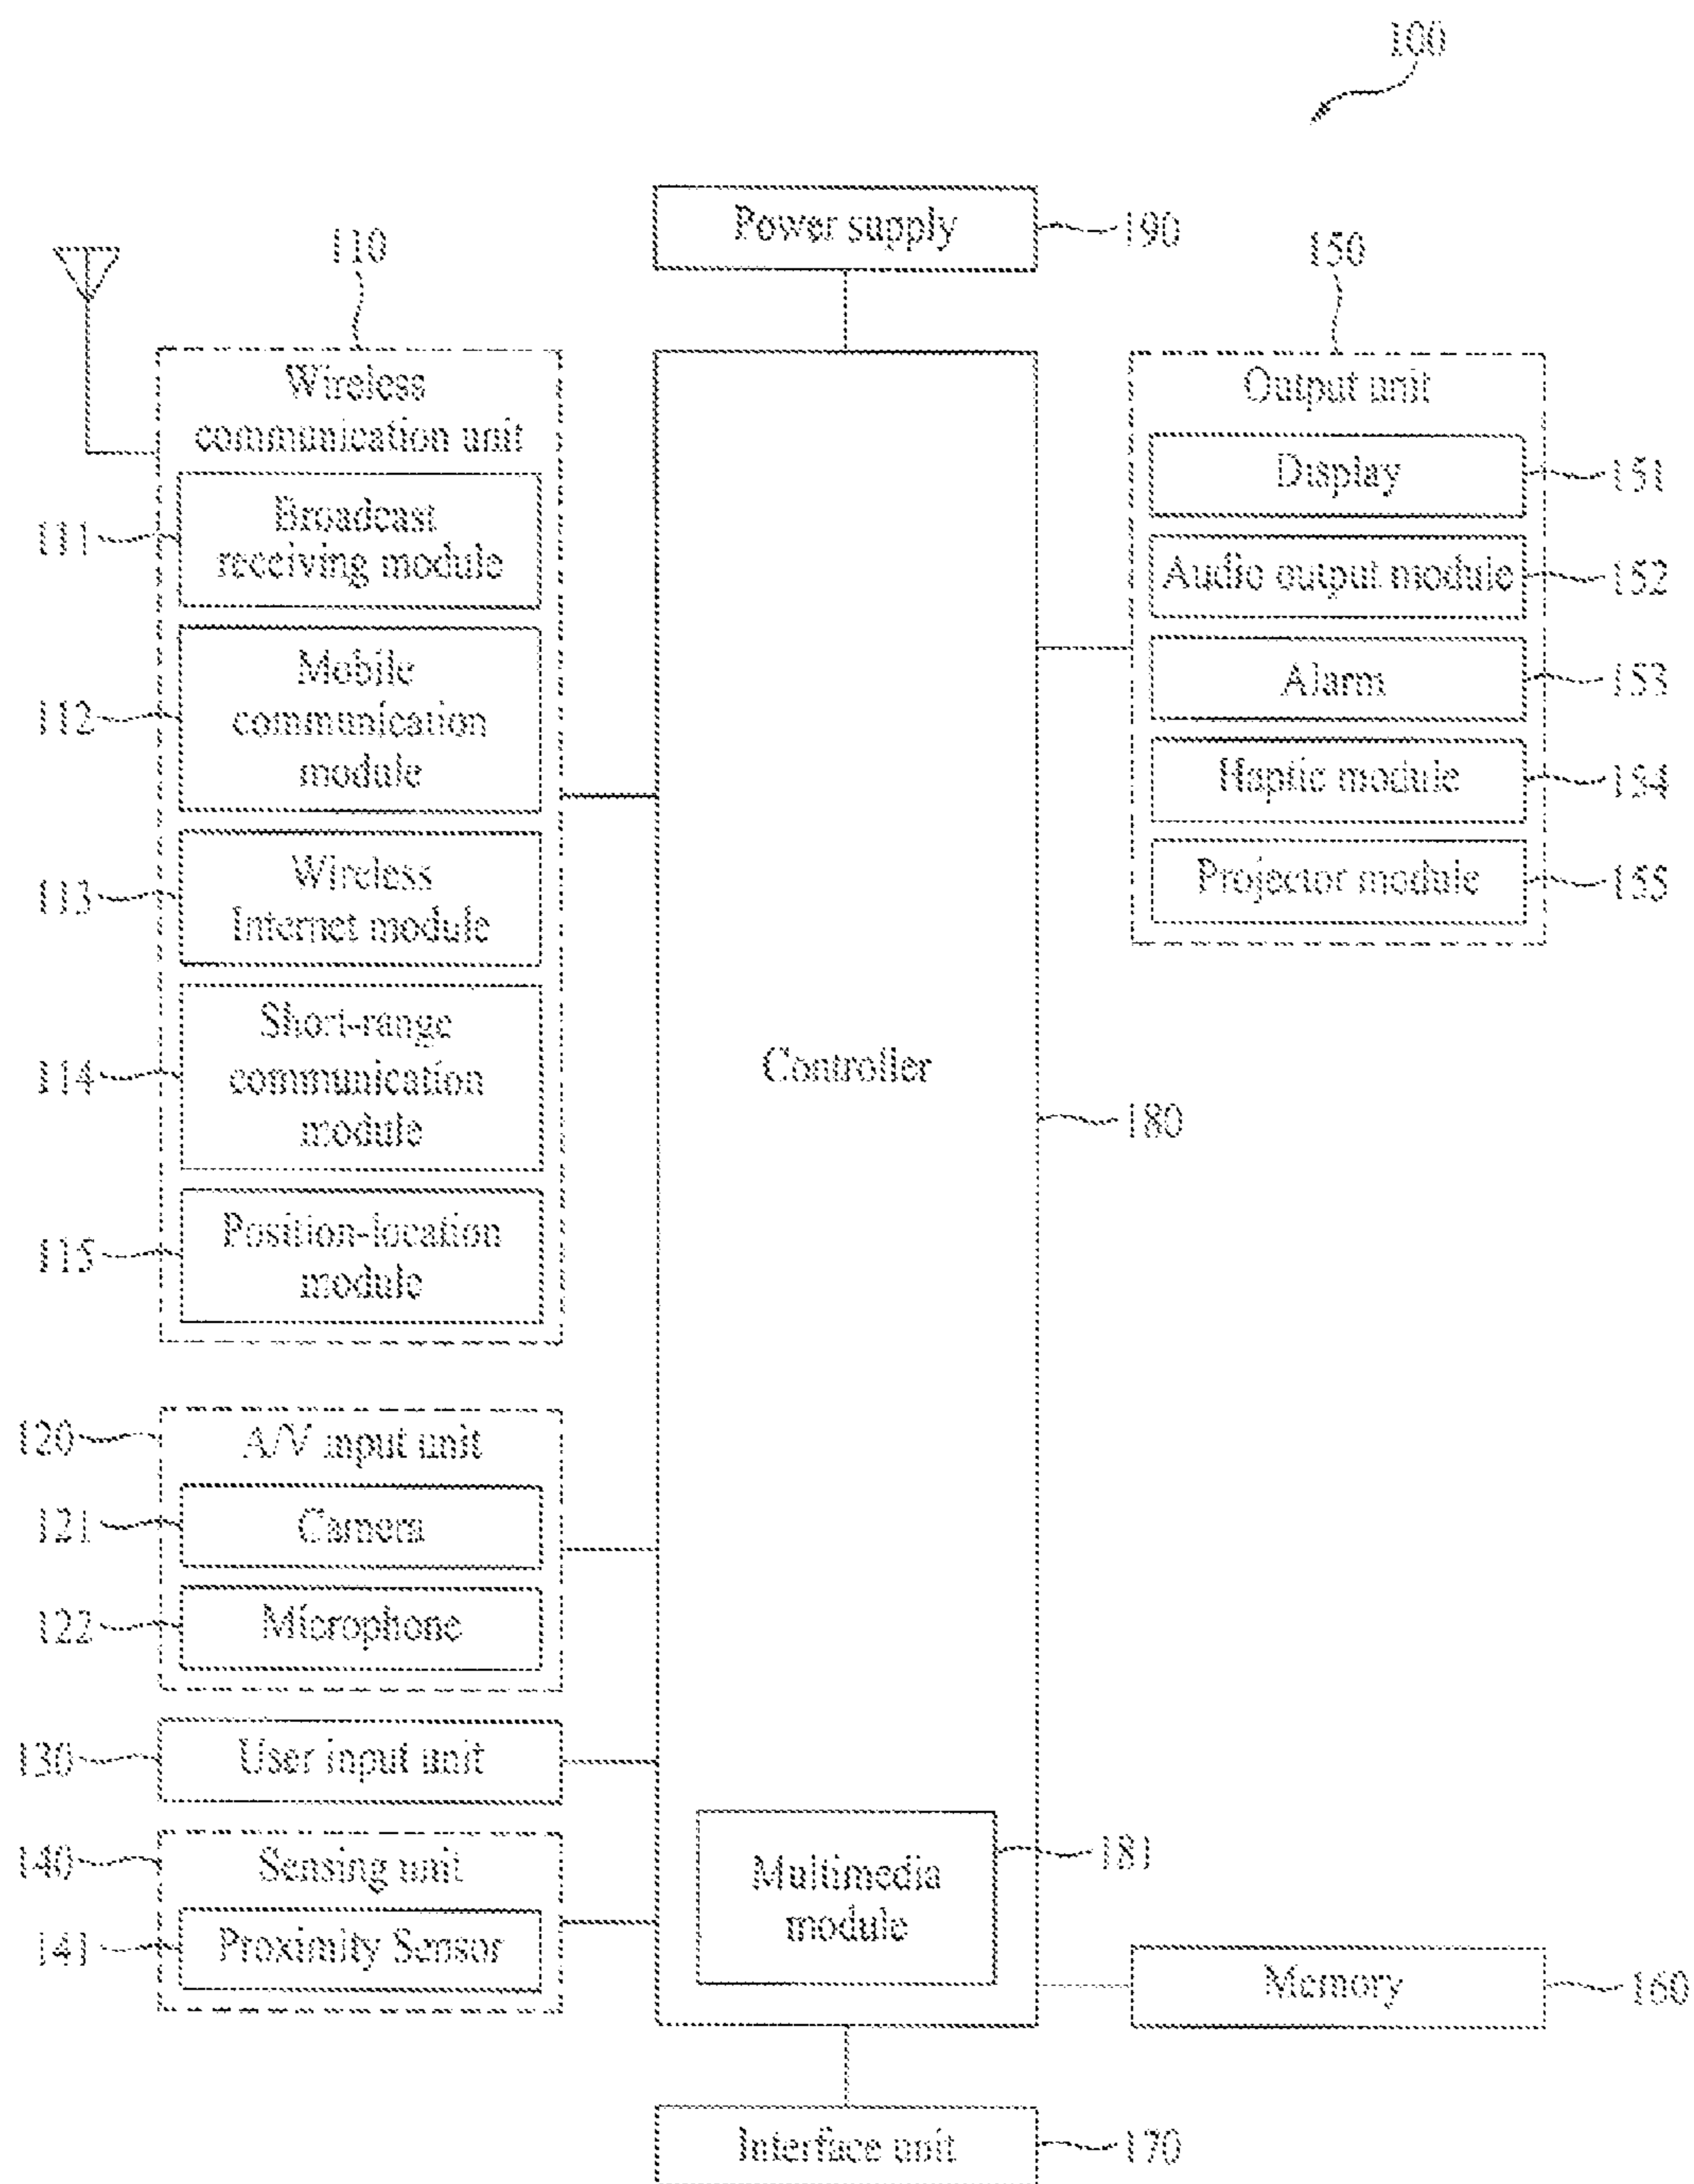 100
Power supply
190
110
150
Wireless
communication unit
Output unit
Display
151
111
Broadcast
receiving module
Audio output module
152
112
Mobile
communication
module
Alarm
153
Haptic module
154
113
Wireless
Internet module
Projector module
155
114
Short-range
communication
module
Controller
180
115
Position-location
module
120
A/V input unit
121
Camera
122
Microphone
130
User input unit
140
Sensing unit
141
Proximity Sensor
Multimedia
module
181
Memory
160
Interface unit
170